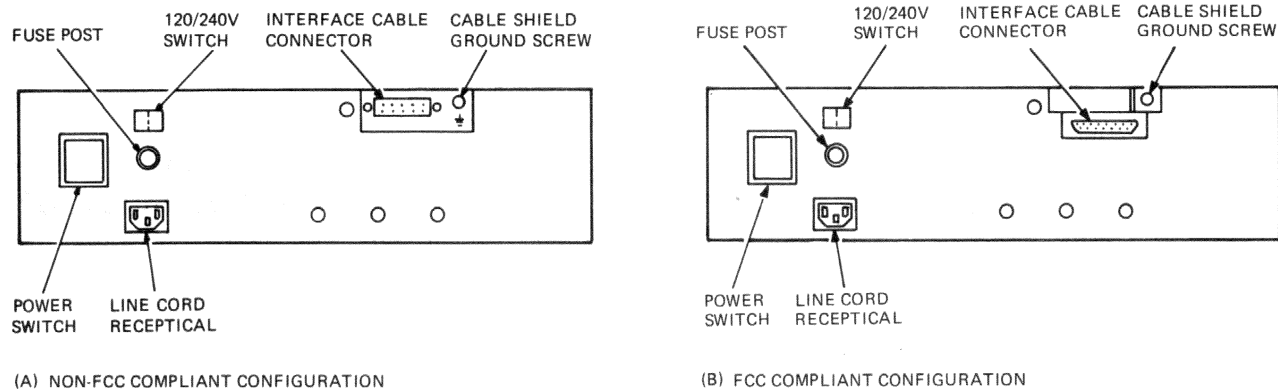 FUSE POST
120/240V
SWITCH
INTERFACE CABLE
CONNECTOR
CABLE SHIELD
GROUND SCREW
POWER
SWITCH
LINE CORD
RECEPTICAL
(A) NON-FCC COMPLIANT CONFIGURATION
FUSE POST
120/240V
SWITCH
INTERFACE CABLE
CONNECTOR
CABLE SHIELD
GROUND SCREW
POWER
SWITCH
LINE CORD
RECEPTICAL
(B) FCC COMPLIANT CONFIGURATION